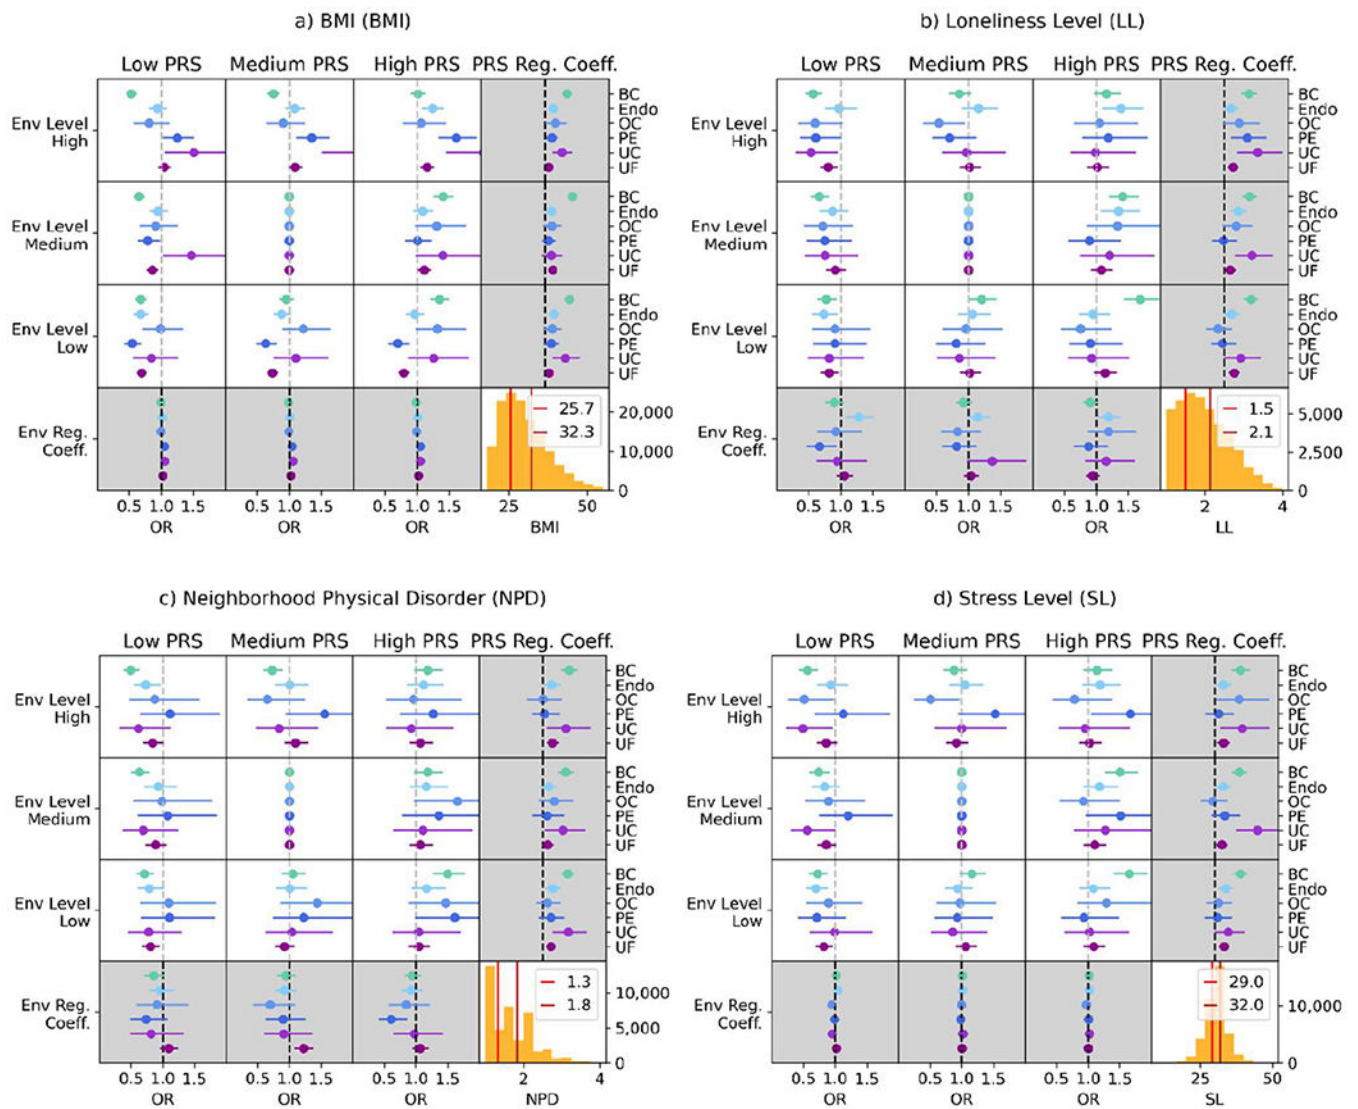 a) BMI (BMI)
Low PRS Medium PRS High PRS PRS Reg. Coeff.
Env Level High
BC
Endo
OC
PE
UC
UF
Env Level Medium
BC
Endo
OC
PE
UC
UF
Env Level Low
BC
Endo
OC
PE
UC
UF
Env Reg. Coeff.
25.7
32.3
20,000
10,000
0
0.5 1.0 1.5 0.5 1.0 1.5 0.5 1.0 1.5 25 50
OR OR OR BMI
b) Loneliness Level (LL)
Low PRS Medium PRS High PRS PRS Reg. Coeff.
Env Level High
BC
Endo
OC
PE
UC
UF
Env Level Medium
BC
Endo
OC
PE
UC
UF
Env Level Low
BC
Endo
OC
PE
UC
UF
Env Reg. Coeff.
1.5
2.1
5,000
2,500
0
0.5 1.0 1.5 0.5 1.0 1.5 0.5 1.0 1.5 2 4
OR OR OR LL
c) Neighborhood Physical Disorder (NPD)
Low PRS Medium PRS High PRS PRS Reg. Coeff.
Env Level High
BC
Endo
OC
PE
UC
UF
Env Level Medium
BC
Endo
OC
PE
UC
UF
Env Level Low
BC
Endo
OC
PE
UC
UF
Env Reg. Coeff.
1.3
1.8
10,000
5,000
0
0.5 1.0 1.5 0.5 1.0 1.5 0.5 1.0 1.5 2 4
OR OR OR NPD
d) Stress Level (SL)
Low PRS Medium PRS High PRS PRS Reg. Coeff.
Env Level High
BC
Endo
OC
PE
UC
UF
Env Level Medium
BC
Endo
OC
PE
UC
UF
Env Level Low
BC
Endo
OC
PE
UC
UF
Env Reg. Coeff.
29.0
32.0
10,000
0
0.5 1.0 1.5 0.5 1.0 1.5 0.5 1.0 1.5 25 50
OR OR OR SL